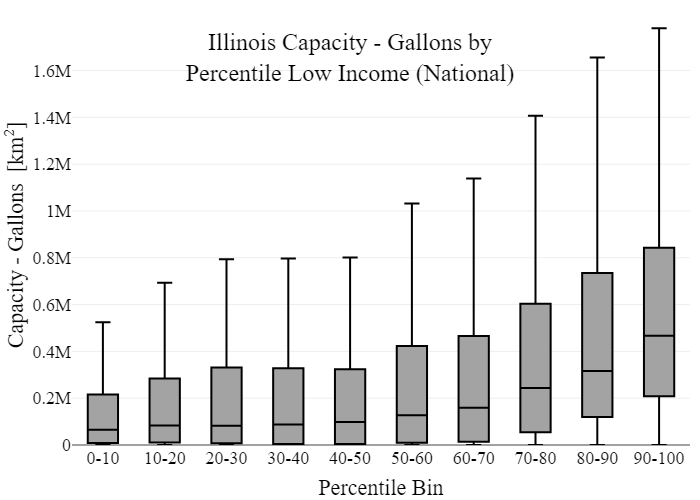 Illinois Capacity - Gallons by
Percentile Low Income (National)
Capacity - Gallons [km²]
1.6M
1.4M
1.2M
1M
0.8M
0.6M
0.4M
0.2M
0
0-10 10-20 20-30 30-40 40-50 50-60 60-70 70-80 80-90 90-100
Percentile Bin